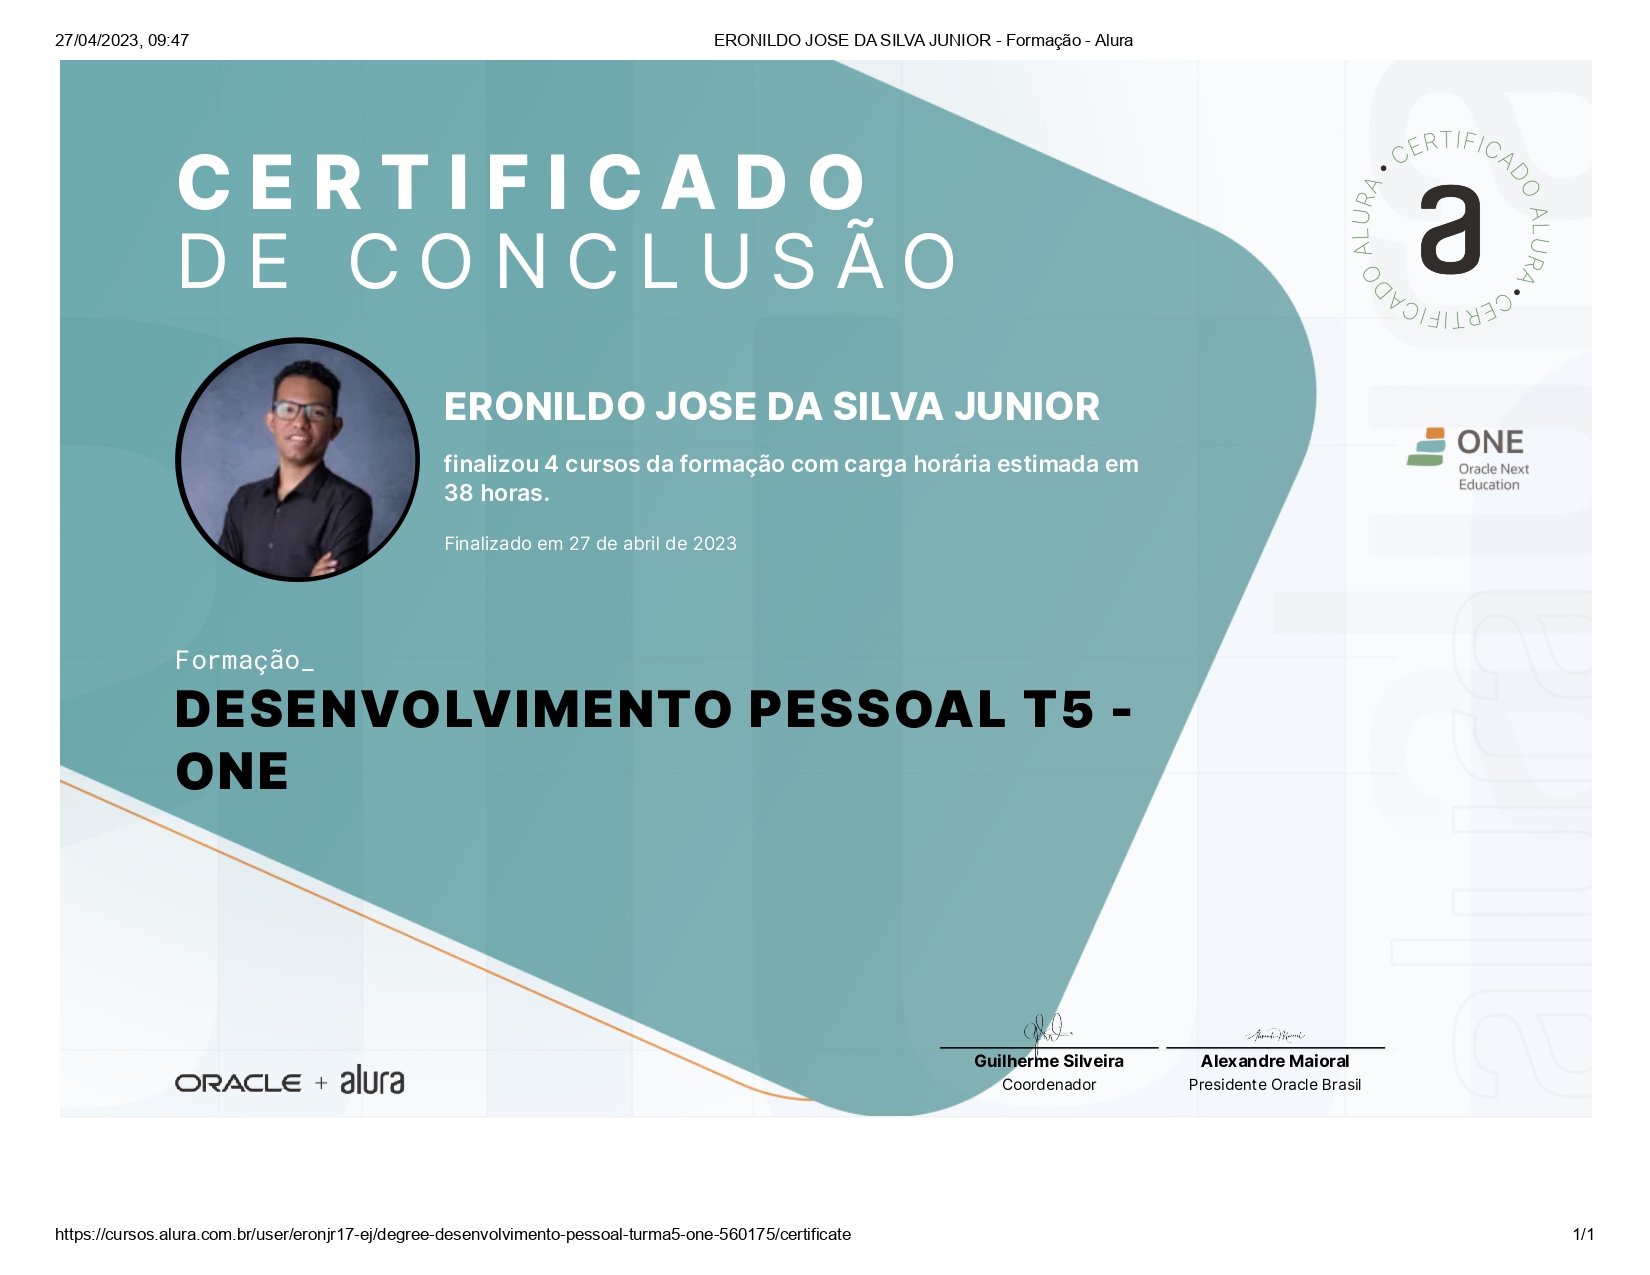 27/04/2023, 09:47
ERONILDO JOSE DA SILVA JUNIOR - Formação - Alura
CERTIFICADO
DE CONCLUSÃO
• CERTIFICADO ALURA • CERTIFICADO ALURA
a
ERONILDO JOSE DA SILVA JUNIOR
finalizou 4 cursos da formação com carga horária estimada em
38 horas.
Finalizado em 27 de abril de 2023
ONE
Oracle Next
Education
Formação_
DESENVOLVIMENTO PESSOAL T5 -
ONE
alura
alura
ORACLE + alura
Guilherme Silveira
Coordenador
Alexandre Maioral
Presidente Oracle Brasil
https://cursos.alura.com.br/user/eronjr17-ej/degree-desenvolvimento-pessoal-turma5-one-560175/certificate
1/1